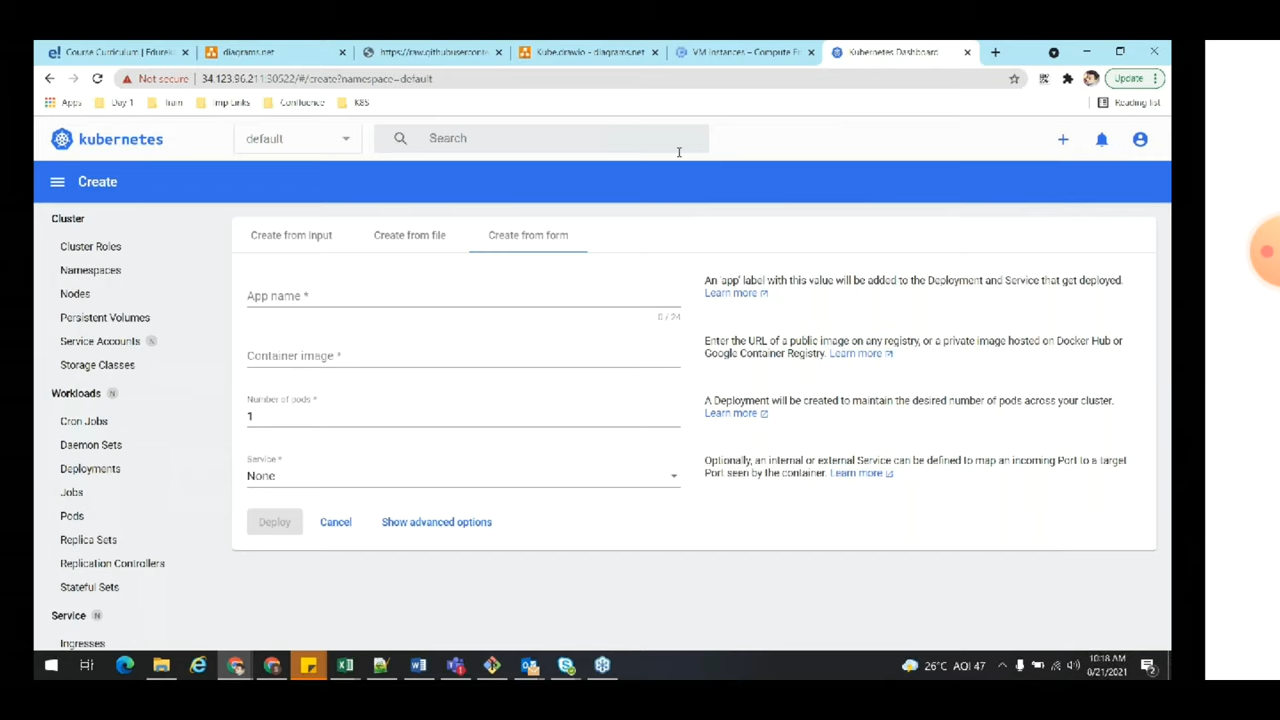 Course Curriculum | Edurek
diagrams.net
https://raw.githubuserconte
Kube.drawio - diagrams.net
VM instances – Compute E
Kubernetes Dashboard
Not secure | 34.123.96.211:30522/#/create?namespace=default
Update
Apps
Day 1
Train
Imp Links
Confluence
K8S
Reading list
kubernetes
default
Search
Create
Cluster
Cluster Roles
Namespaces
Nodes
Persistent Volumes
Service Accounts N
Storage Classes
Workloads N
Cron Jobs
Daemon Sets
Deployments
Jobs
Pods
Replica Sets
Replication Controllers
Stateful Sets
Service N
Ingresses
Create from input
Create from file
Create from form
App name *
0 / 24
An 'app' label with this value will be added to the Deployment and Service that get deployed.
Learn more
Container image *
Enter the URL of a public image on any registry, or a private image hosted on Docker Hub or
Google Container Registry. Learn more
Number of pods *
1
A Deployment will be created to maintain the desired number of pods across your cluster.
Learn more
Service *
None
Optionally, an internal or external Service can be defined to map an incoming Port to a target
Port seen by the container. Learn more
Deploy
Cancel
Show advanced options
26°C AQI 47
10:18 AM
8/21/2021
2